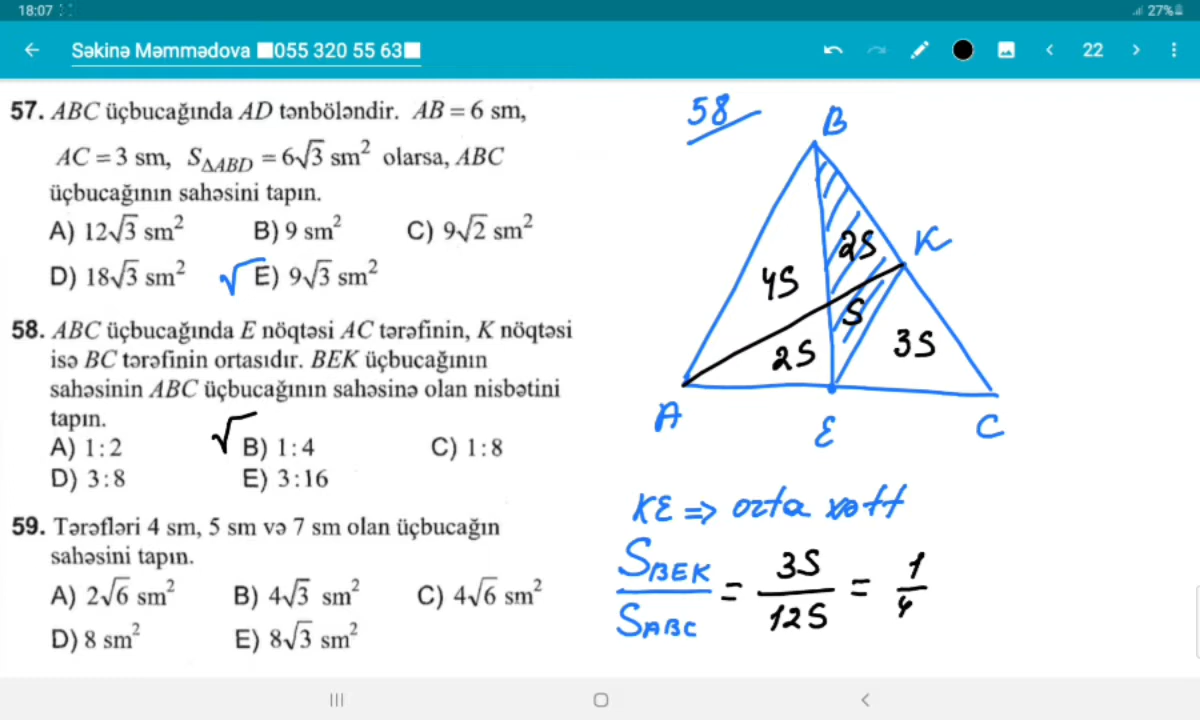 18:07
27%
Səkinə Məmmədova 055 320 55 63
22
57. ABC üçbucağında AD tənböləndir. AB = 6 sm,
AC = 3 sm, S△ABD = 6√3 sm² olarsa, ABC
üçbucağının sahəsini tapın.
A) 12√3 sm² B) 9 sm² C) 9√2 sm²
D) 18√3 sm² √ E) 9√3 sm²
58. ABC üçbucağında E nöqtəsi AC tərəfinin, K nöqtəsi
isə BC tərəfinin ortasıdır. BEK üçbucağının
sahəsinin ABC üçbucağının sahəsinə olan nisbətini
tapın.
A) 1 : 2 √ B) 1 : 4 C) 1 : 8
D) 3 : 8 E) 3 : 16
59. Tərəfləri 4 sm, 5 sm və 7 sm olan üçbucağın
sahəsini tapın.
A) 2√6 sm² B) 4√3 sm² C) 4√6 sm²
D) 8 sm² E) 8√3 sm²
58
B
K
2S
4S
S
2S
3S
A
E
C
KE => orta xətt
S BEK / S ABC = 3S / 12S = 1 / 4